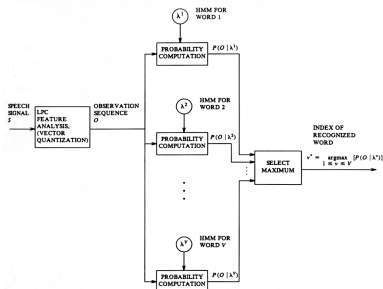 λ¹
HMM FOR
WORD 1
PROBABILITY
COMPUTATION
P(O | λ¹)
SPEECH
SIGNAL
S
LPC
FEATURE
ANALYSIS,
(VECTOR
QUANTIZATION)
OBSERVATION
SEQUENCE
O
λ²
HMM FOR
WORD 2
PROBABILITY
COMPUTATION
P(O | λ²)
SELECT
MAXIMUM
INDEX OF
RECOGNIZED
WORD
v* = argmax [P(O | λᵛ)]
1 ≤ v ≤ V
λⱽ
HMM FOR
WORD V
PROBABILITY
COMPUTATION
P(O | λⱽ)